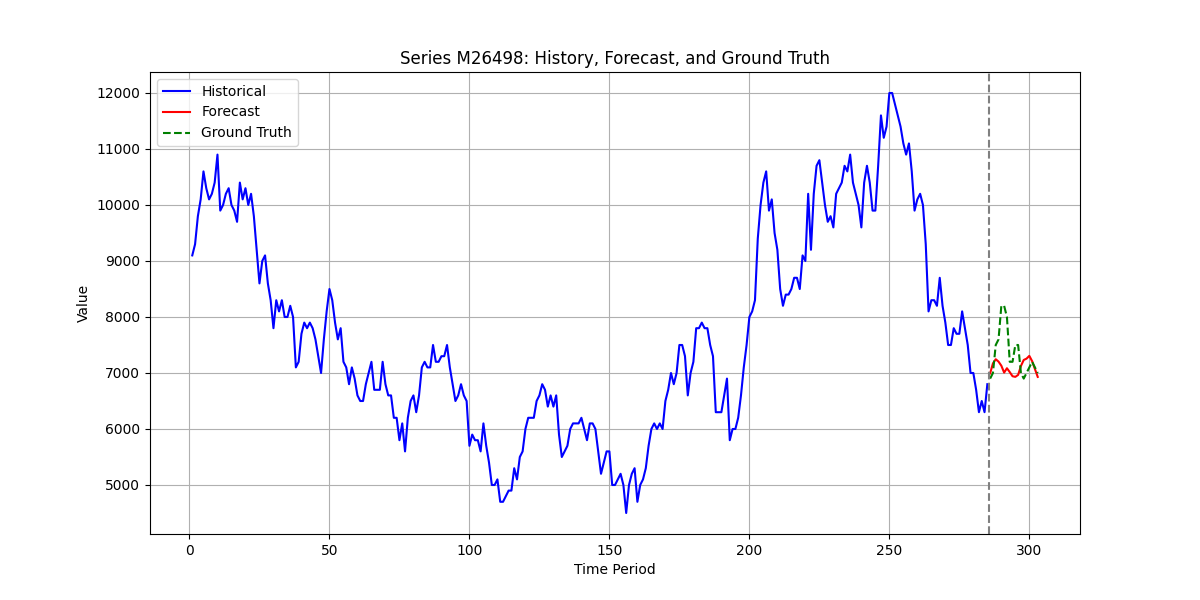 Series M26498: History, Forecast, and Ground Truth
Historical
Forecast
Ground Truth
12000
11000
10000
9000
8000
7000
6000
5000
Value
0 50 100 150 200 250 300
Time Period